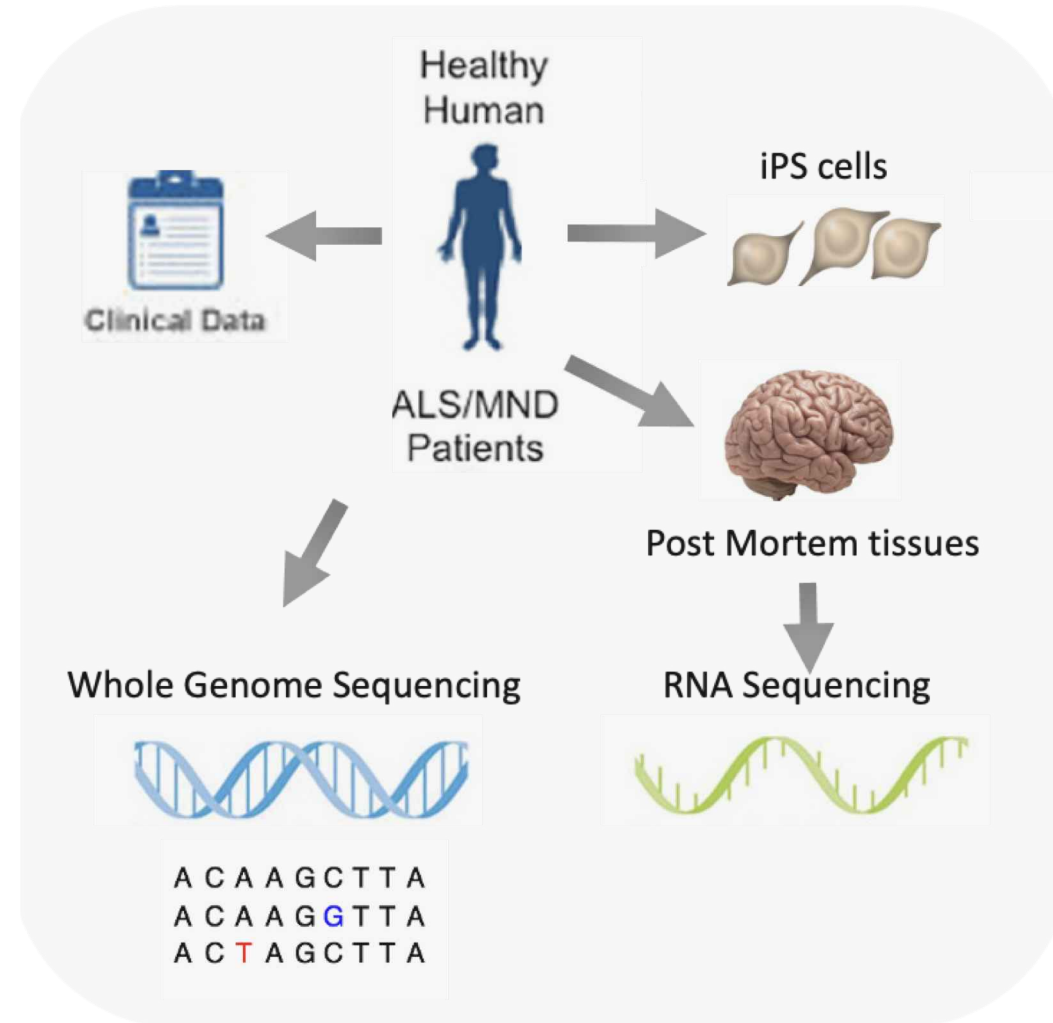 Healthy
Human
iPS cells
Clinical Data
ALS/MND
Patients
Post Mortem tissues
Whole Genome Sequencing
RNA Sequencing
A C A A G C T T A
A C A A G G T T A
A C T A G C T T A